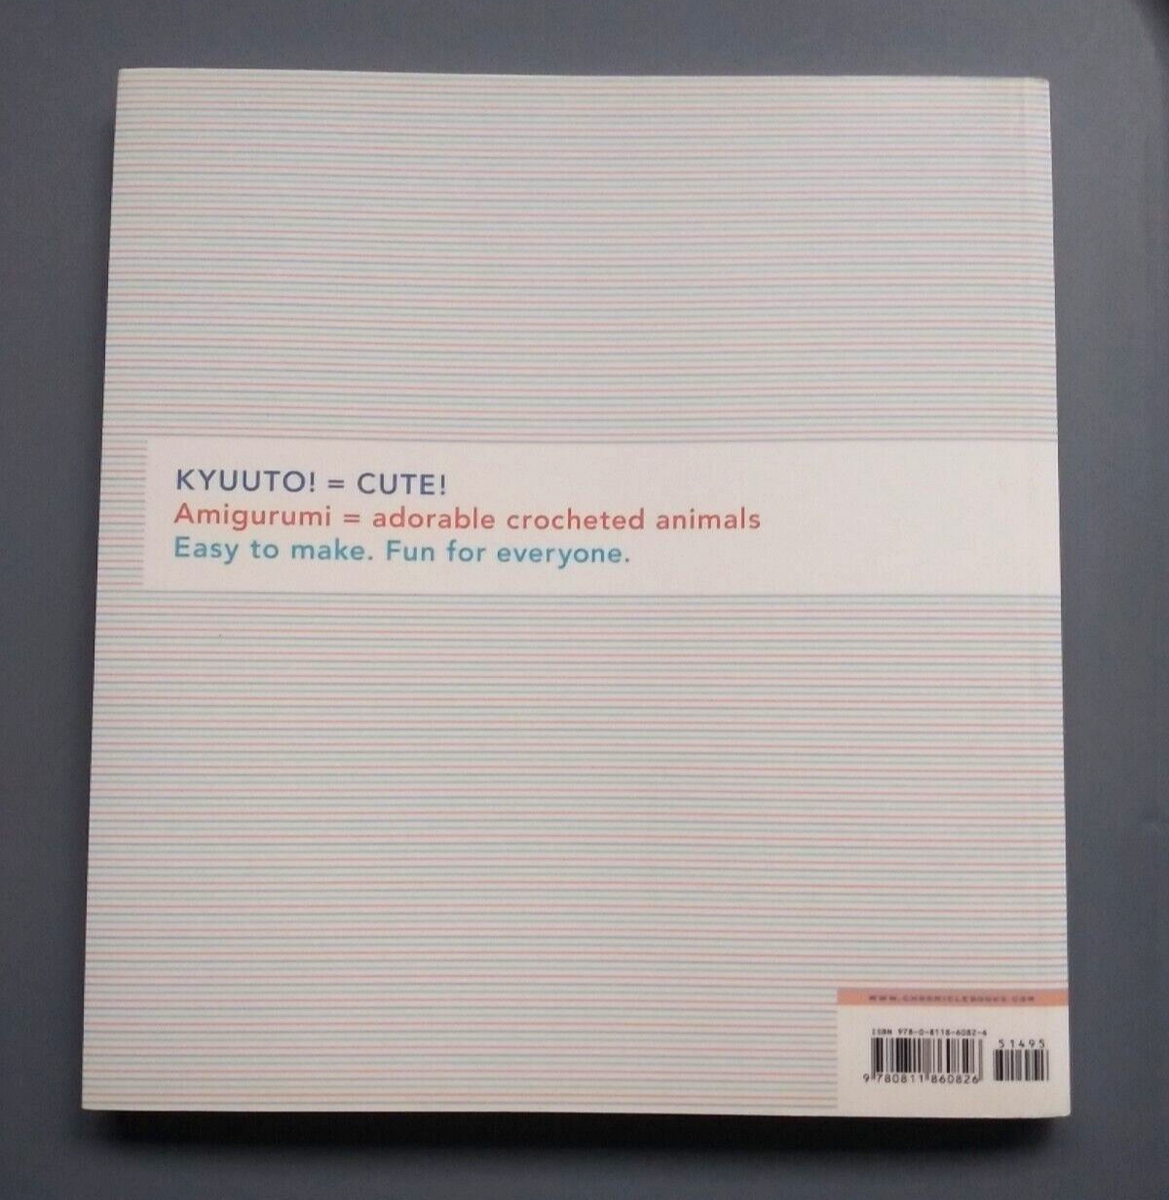 KYUUTO! = CUTE!
Amigurumi = adorable crocheted animals
Easy to make. Fun for everyone.
WWW.CHRONICLEBOOKS.COM
ISBN 978-0-8118-6082-6
51495
9 780811 860826